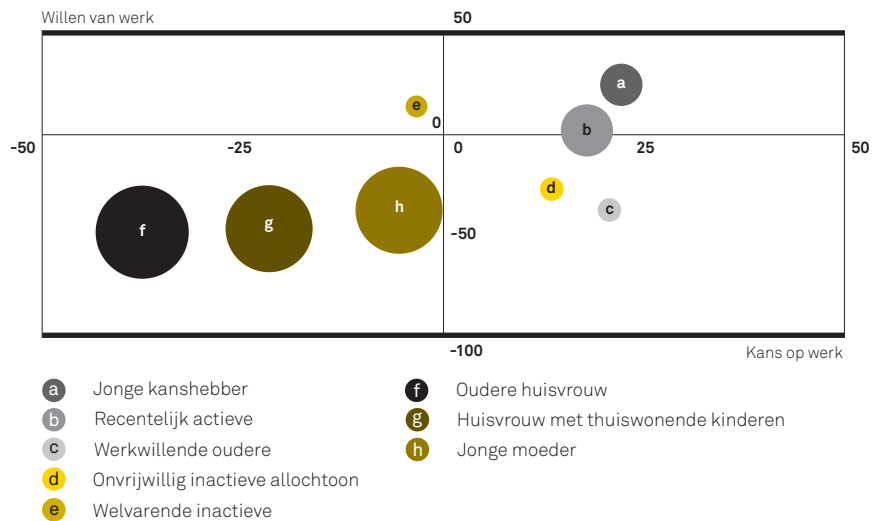 Willen van werk
50
a
e
0
b
-50
-25
0
25
50
d
h
c
g
f
-50
-100
Kans op werk
a Jonge kanshebber
b Recentelijk actieve
c Werkwillende oudere
d Onvrijwillig inactieve allochtoon
e Welvarende inactieve
f Oudere huisvrouw
g Huisvrouw met thuiswonende kinderen
h Jonge moeder